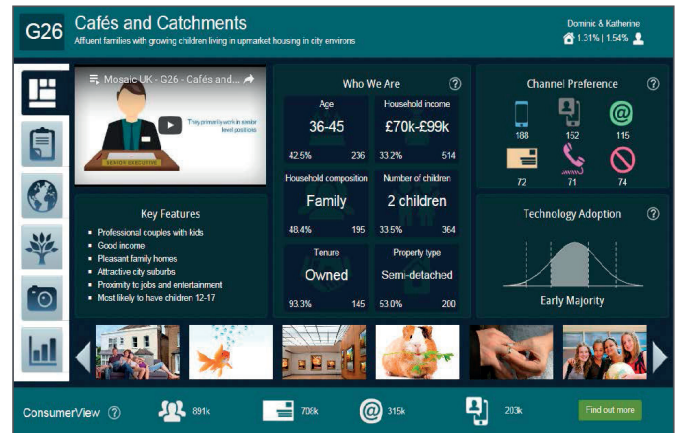 G26
Cafés and Catchments
Affluent families with growing children living in upmarket housing in city environs
Dominic & Katherine
1.31% | 1.54%
Mosaic UK - G26 - Cafés and...
They primarily work in senior
level positions
SENIOR EXECUTIVE
Key Features
Professional couples with kids
Good income
Pleasant family homes
Attractive city suburbs
Proximity to jobs and entertainment
Most likely to have children 12-17
Who We Are ?
Age
36-45
42.5% 236
Household income
£70k-£99k
33.2% 514
Household composition
Family
48.4% 195
Number of children
2 children
33.5% 364
Tenure
Owned
93.3% 145
Property type
Semi-detached
53.0% 200
Channel Preference ?
188 152 115
72 71 74
Technology Adoption ?
Early Majority
ConsumerView ? 891k 708k 315k 203k Find out more